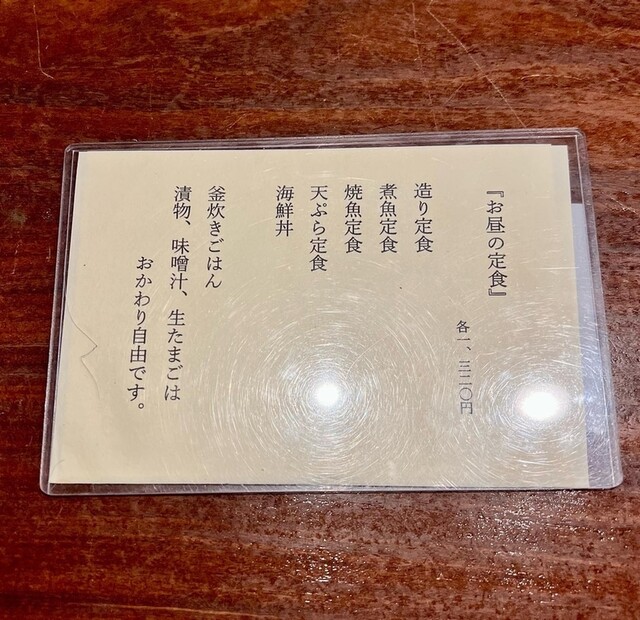 『お昼の定食』
各一、三二〇円
造り定食
煮魚定食
焼魚定食
天ぷら定食
海鮮丼
釜炊きごはん
漬物、味噌汁、生たまごは
おかわり自由です。